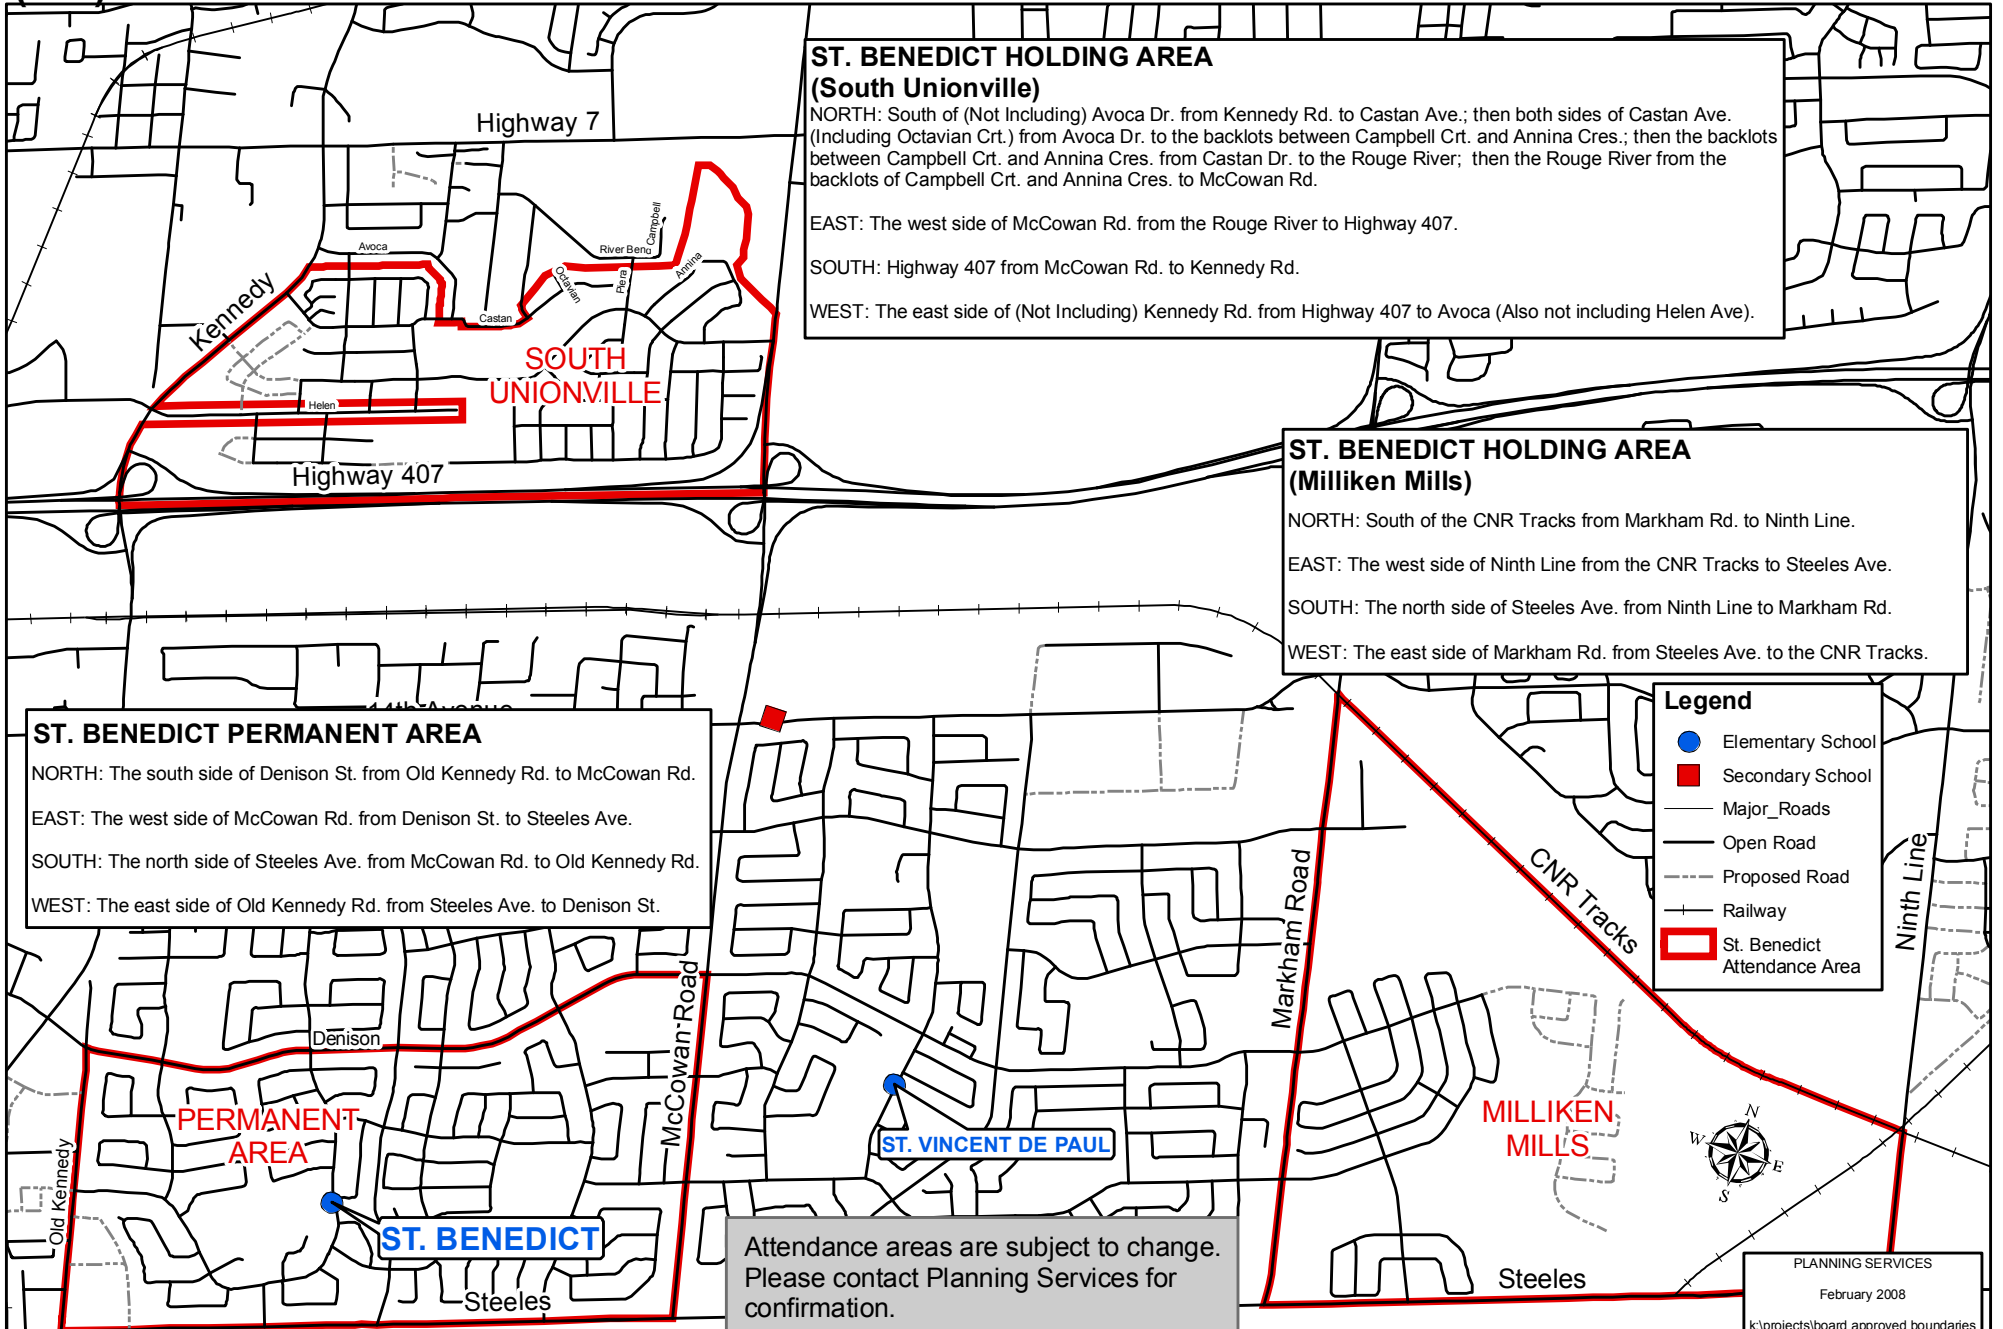 ST. BENEDICT HOLDING AREA
(South Unionville)
NORTH: South of (Not Including) Avoca Dr. from Kennedy Rd. to Castan Ave.; then both sides of Castan Ave.
(Including Octavian Crt.) from Avoca Dr. to the backlots between Campbell Crt. and Annina Cres.; then the backlots
between Campbell Crt. and Annina Cres. from Castan Dr. to the Rouge River; then the Rouge River from the
backlots of Campbell Crt. and Annina Cres. to McCowan Rd.
EAST: The west side of McCowan Rd. from the Rouge River to Highway 407.
SOUTH: Highway 407 from McCowan Rd. to Kennedy Rd.
WEST: The east side of (Not Including) Kennedy Rd. from Highway 407 to Avoca (Also not including Helen Ave).
Highway 7
Avoca
River Bend
Campbell
Annina
Octavian
Piera
Castan
Kennedy
SOUTH
UNIONVILLE
Helen
Highway 407
ST. BENEDICT HOLDING AREA
(Milliken Mills)
NORTH: South of the CNR Tracks from Markham Rd. to Ninth Line.
EAST: The west side of Ninth Line from the CNR Tracks to Steeles Ave.
SOUTH: The north side of Steeles Ave. from Ninth Line to Markham Rd.
WEST: The east side of Markham Rd. from Steeles Ave. to the CNR Tracks.
14th Avenue
ST. BENEDICT PERMANENT AREA
NORTH: The south side of Denison St. from Old Kennedy Rd. to McCowan Rd.
EAST: The west side of McCowan Rd. from Denison St. to Steeles Ave.
SOUTH: The north side of Steeles Ave. from McCowan Rd. to Old Kennedy Rd.
WEST: The east side of Old Kennedy Rd. from Steeles Ave. to Denison St.
Legend
Elementary School
Secondary School
Major_Roads
Open Road
Proposed Road
Railway
St. Benedict
Attendance Area
CNR Tracks
Ninth Line
Markham Road
McCowan Road
Denison
Old Kennedy
PERMANENT
AREA
ST. BENEDICT
ST. VINCENT DE PAUL
MILLIKEN
MILLS
N
W
E
S
Steeles
Steeles
Attendance areas are subject to change.
Please contact Planning Services for
confirmation.
PLANNING SERVICES
February 2008
k:\projects\board approved boundaries